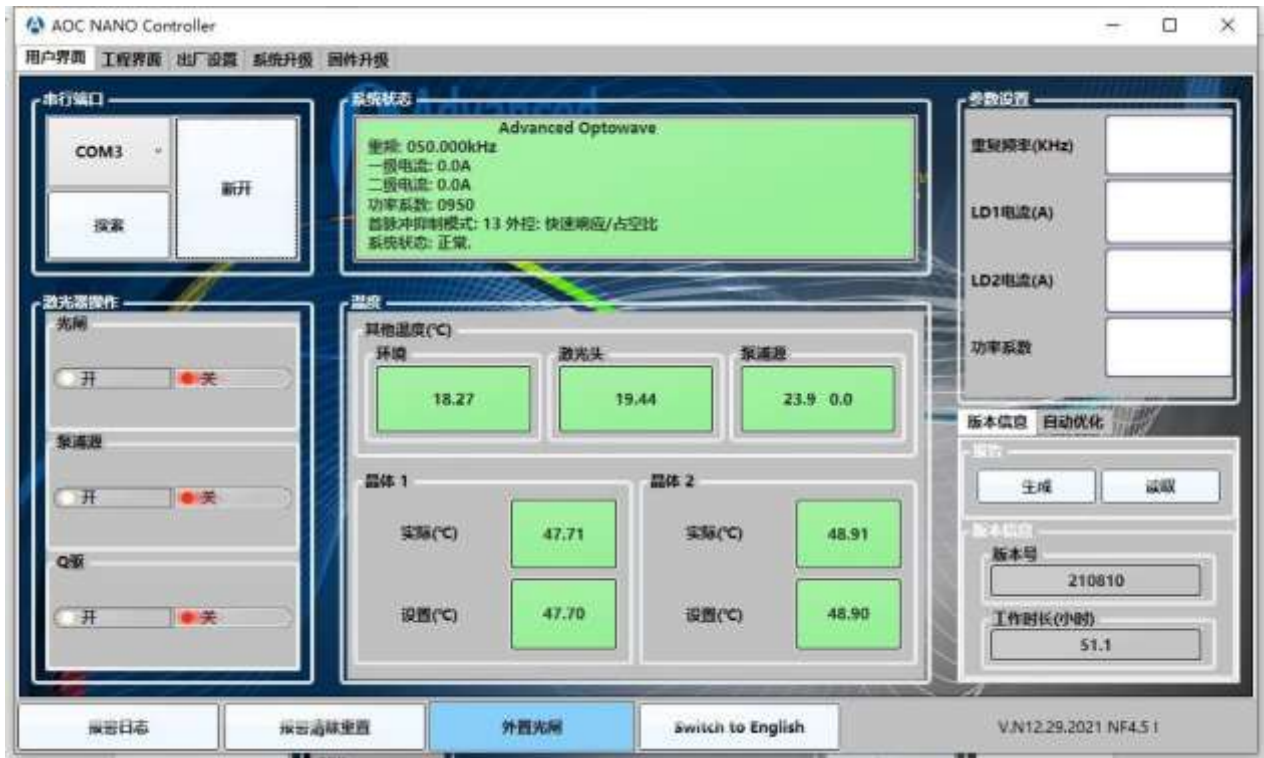 AOC NANO Controller
用户界面 工程界面 出厂设置 系统升级 固件升级
串行端口
COM3
断开
搜索
系统状态
Advanced Optowave
重频: 050.000kHz
一级电流: 0.0A
二级电流: 0.0A
功率系数: 0950
首脉冲抑制模式: 13 外控: 快速响应/占空比
系统状态: 正常.
参数设置
重复频率(KHz)
LD1电流(A)
LD2电流(A)
功率系数
激光器操作
光闸
开 关
泵浦源
开 关
Q驱
开 关
温度
其他温度(℃)
环境 激光头 泵浦源
18.27 19.44 23.9 0.0
晶体 1 晶体 2
实际(℃) 47.71 实际(℃) 48.91
设置(℃) 47.70 设置(℃) 48.90
版本信息 自动优化
报告
生成 读取
版本信息
版本号
210810
工作时长(小时)
51.1
报警日志 报警清除重置 外置光闸 Switch to English V.N12.29.2021 NF4.5 I